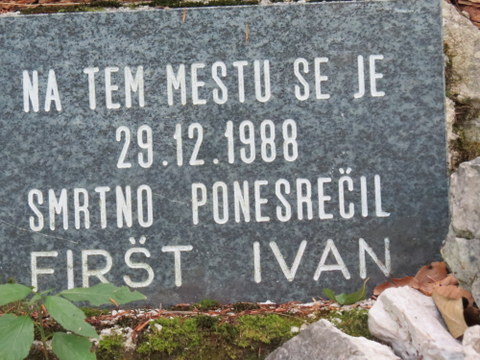 NA TEM MESTU SE JE
29.12.1988
SMRTNO PONESREČIL
FIRŠT IVAN